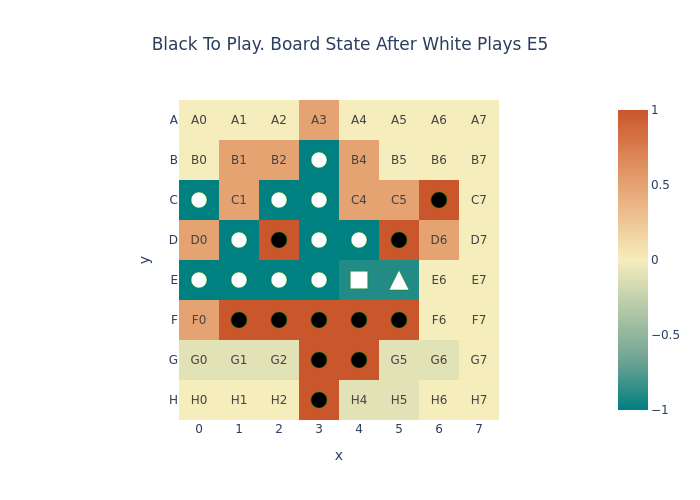 Black To Play. Board State After White Plays E5
A A0 A1 A2 A3 A4 A5 A6 A7
B B0 B1 B2 B4 B5 B6 B7
C C1 C4 C5 C7
D D0 D6 D7
E E6 E7
F F0 F6 F7
G G0 G1 G2 G5 G6 G7
H H0 H1 H2 H4 H5 H6 H7
0 1 2 3 4 5 6 7
x
y
1
0.5
0
−0.5
−1